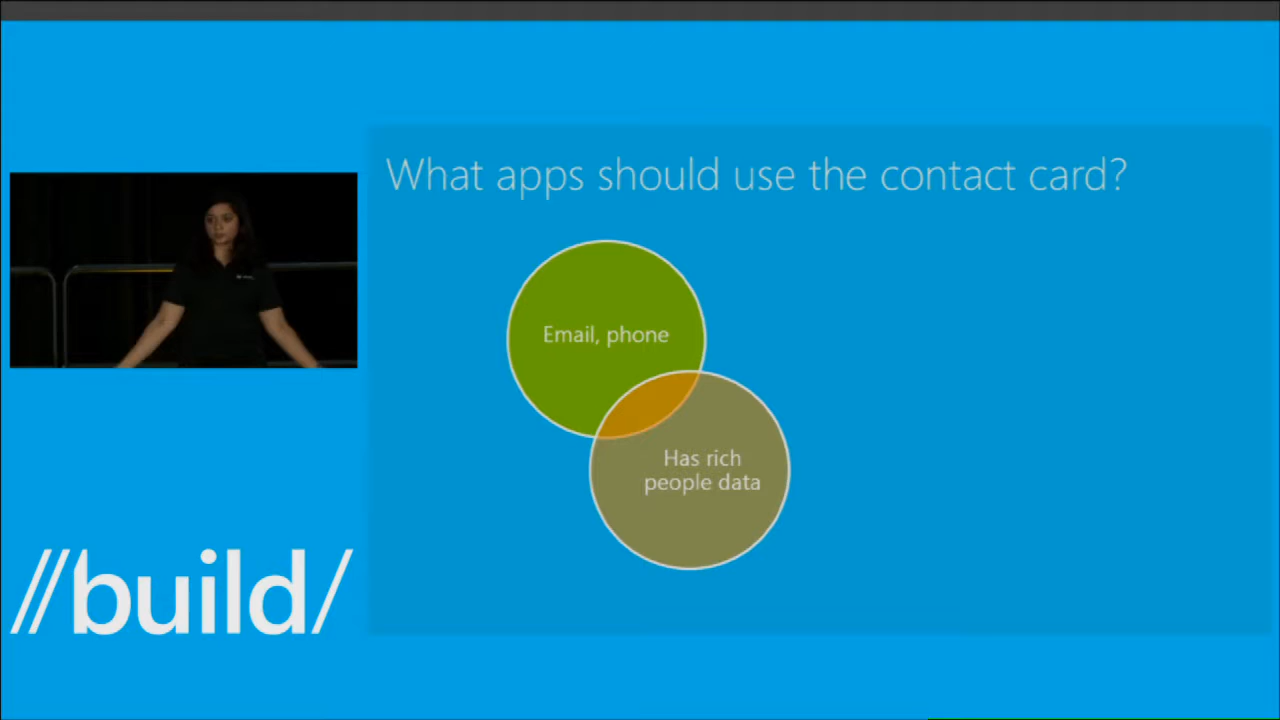 What apps should use the contact card?
Email, phone
Has rich
people data
//build/